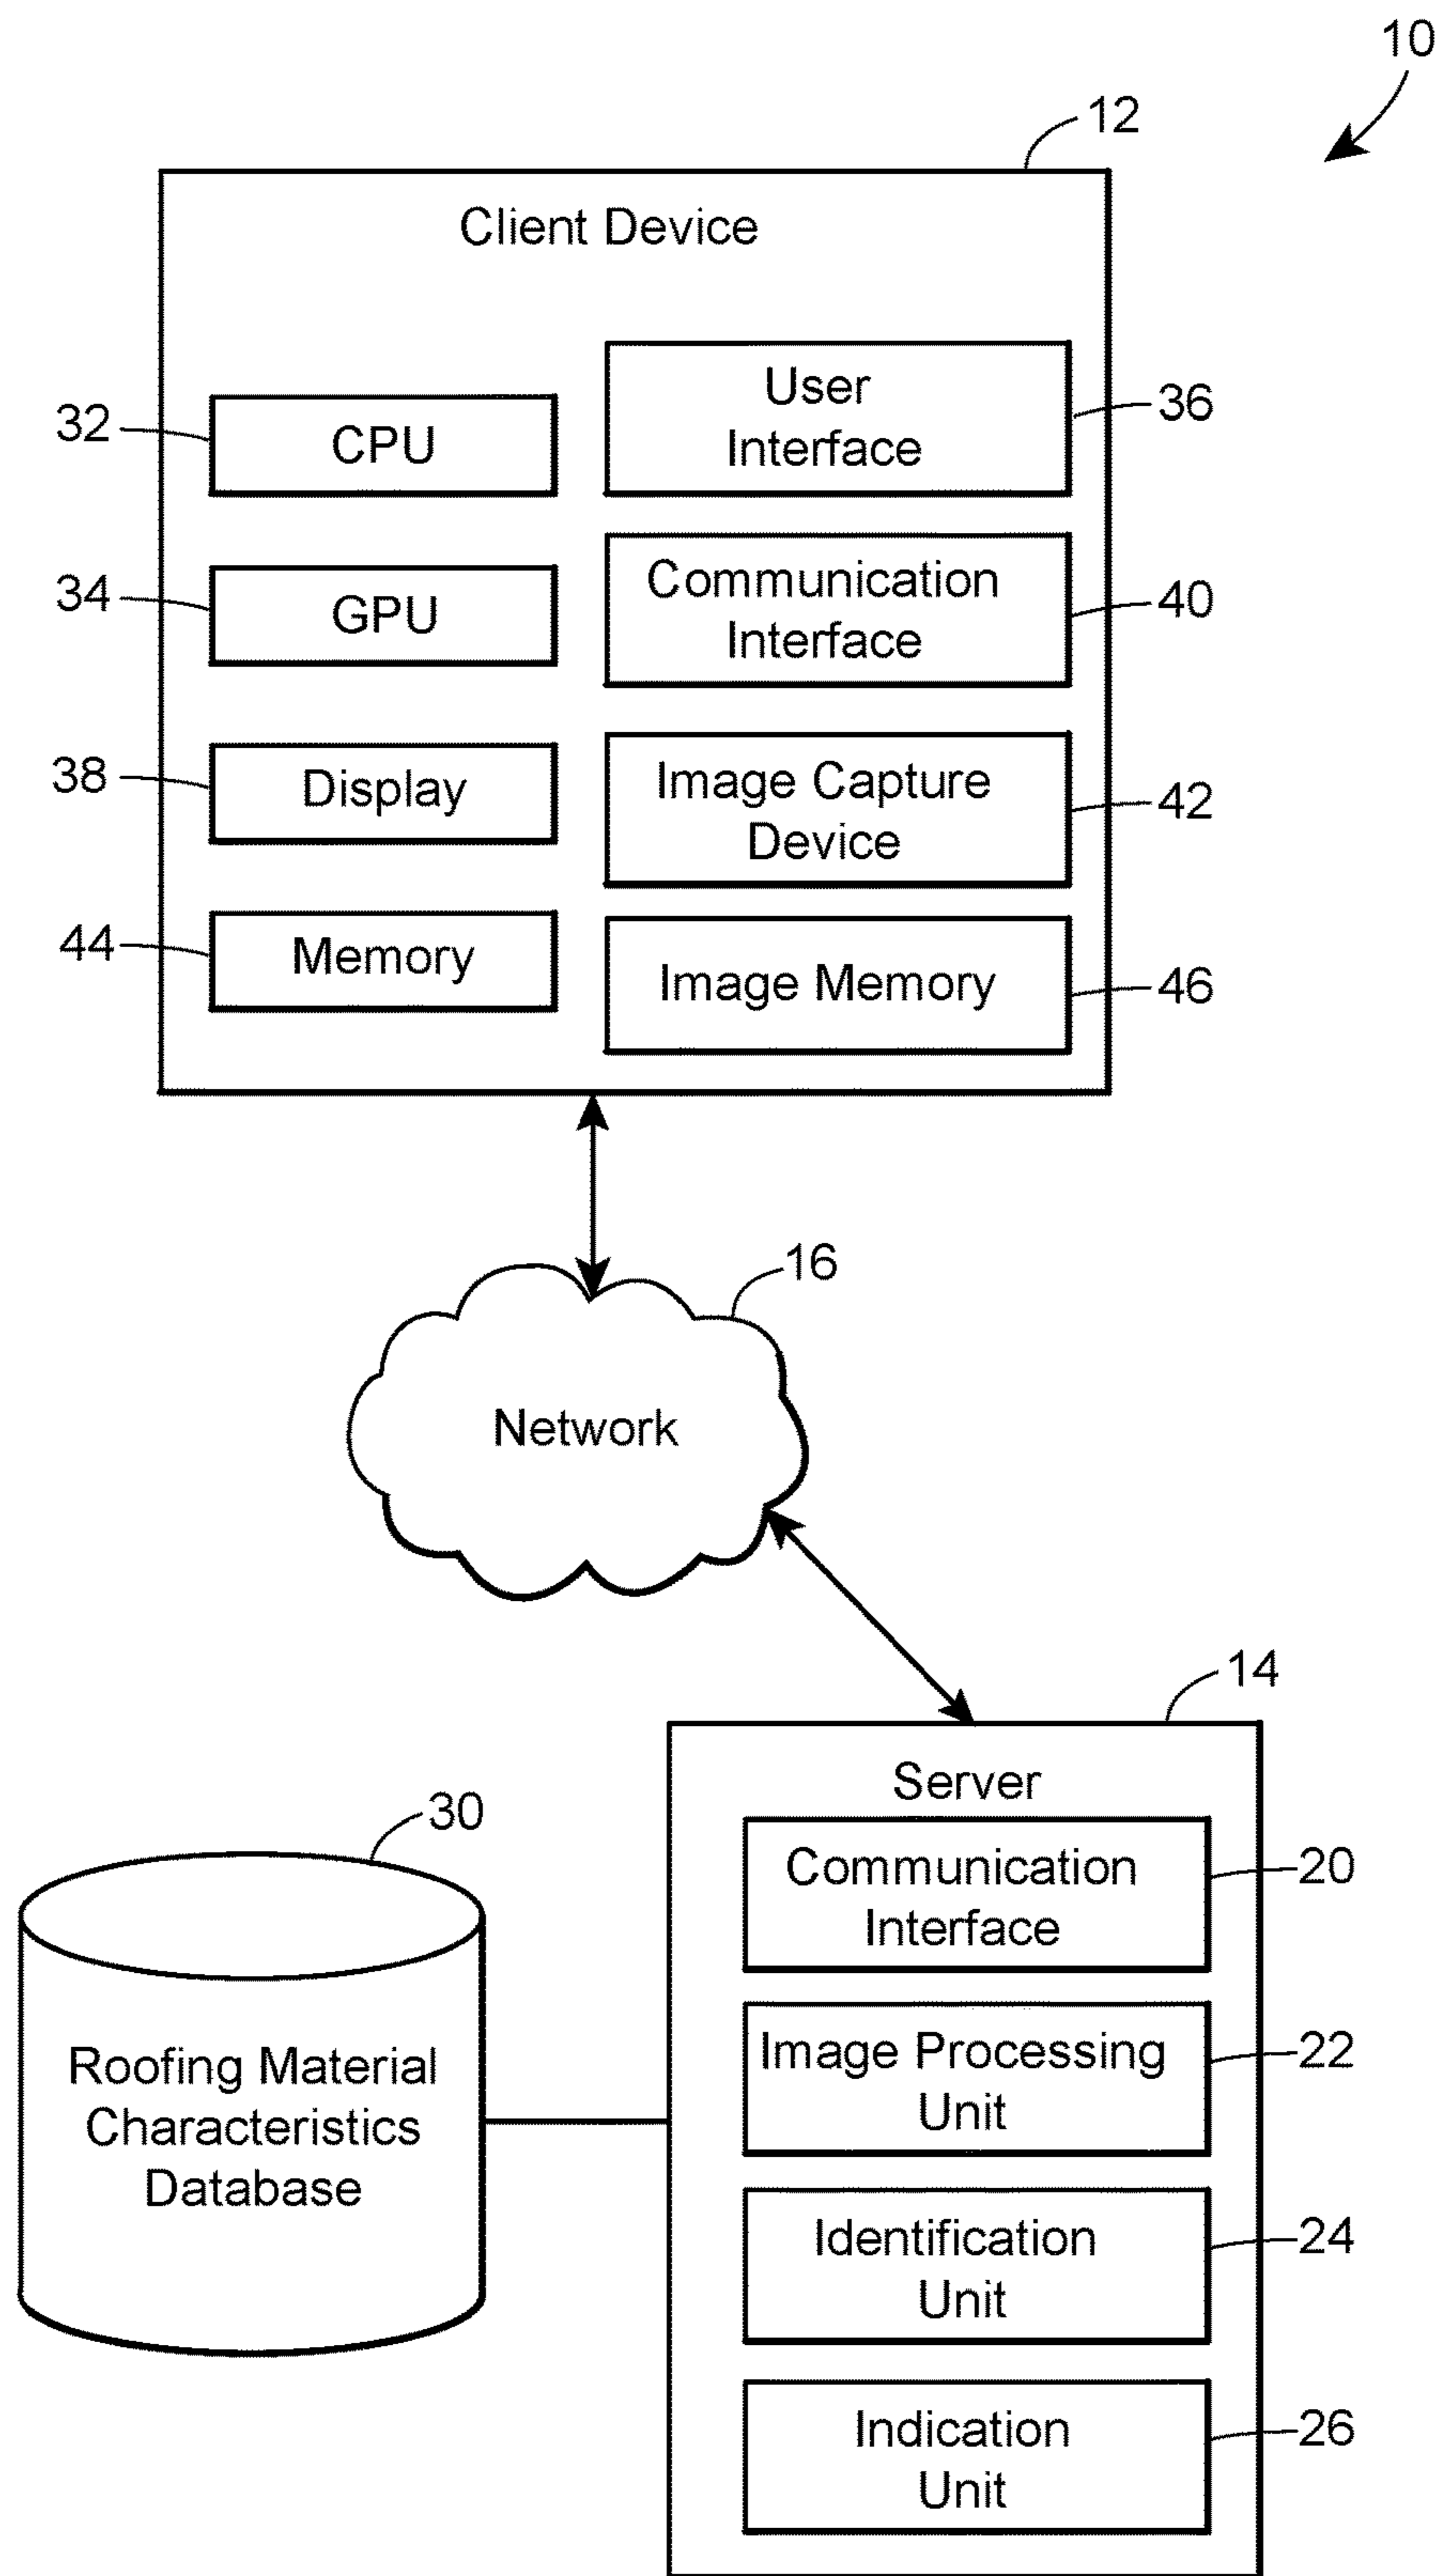 10
12
Client Device
32
CPU
User
Interface
36
34
GPU
Communication
Interface
40
38
Display
Image Capture
Device
42
44
Memory
Image Memory
46
16
Network
14
Server
30
Communication
Interface
20
Roofing Material
Characteristics
Database
Image Processing
Unit
22
Identification
Unit
24
Indication
Unit
26